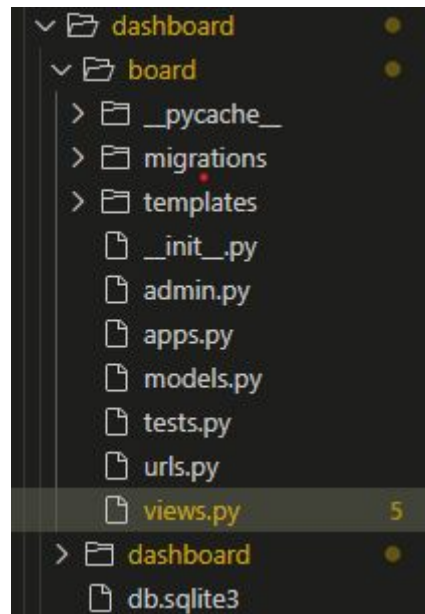 dashboard
board
__pycache__
migrations
templates
__init__.py
admin.py
apps.py
models.py
tests.py
urls.py
views.py 5
dashboard
db.sqlite3